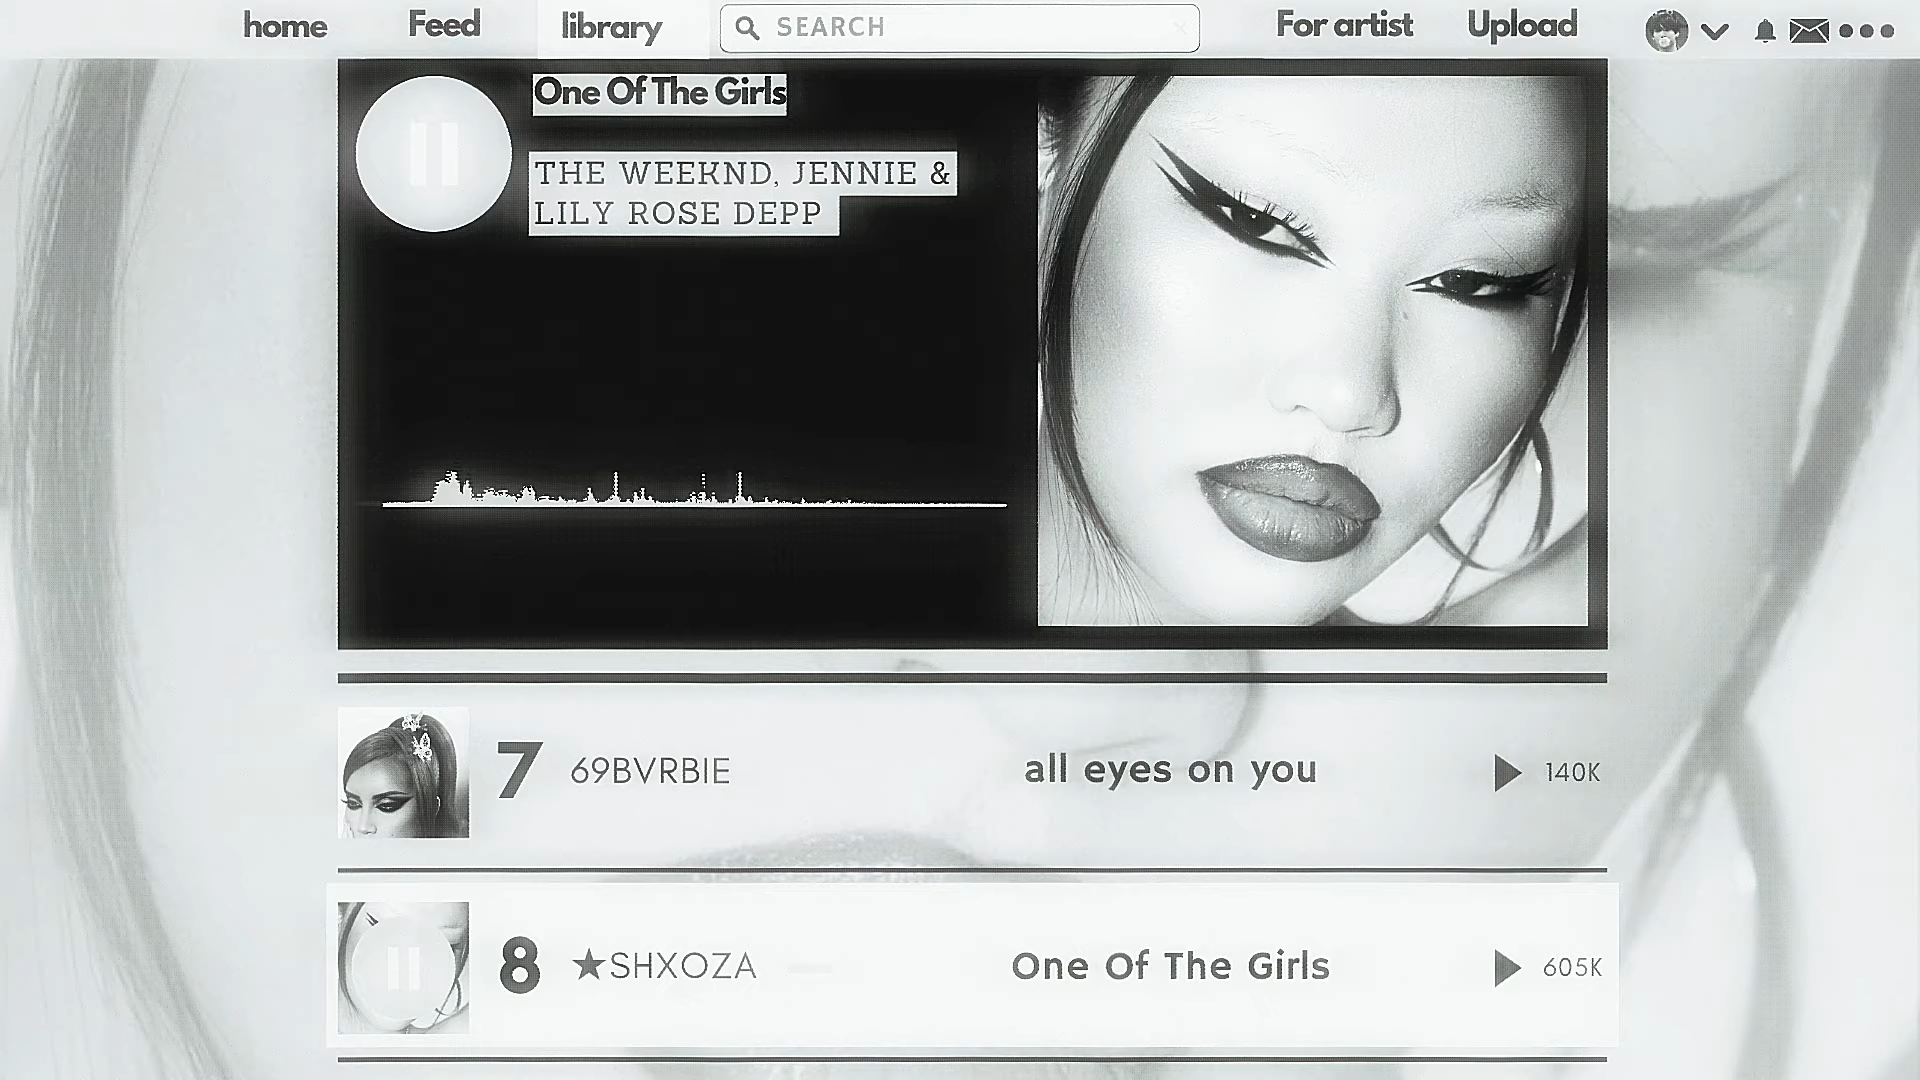 home Feed library SEARCH For artist Upload
One Of The Girls
THE WEEKND, JENNIE &
LILY ROSE DEPP
7 69BVRBIE all eyes on you 140K
8 ★SHXOZA One Of The Girls 605K